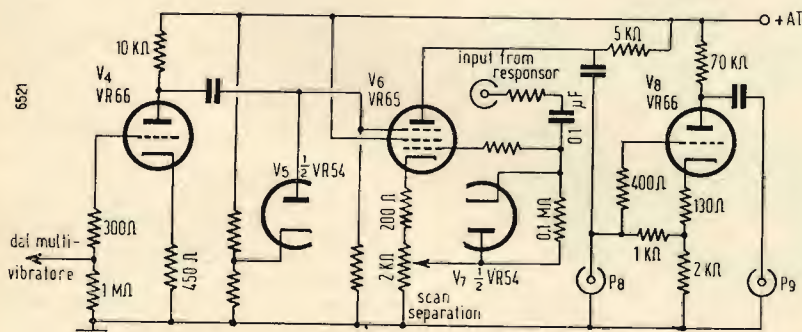 6521
10 KΩ
V4
VR66
300Ω
dal multi-
vibratore
1 MΩ
450 Ω
V5 ½ VR54
V6
VR65
input from
responsor
0.1 μF
200 Ω
2 KΩ
scan
separation
V7 ½ VR54
0,1 MΩ
5 KΩ
+AT
70 KΩ
V8
VR66
400Ω
130Ω
1 KΩ
2 KΩ
P8
P9